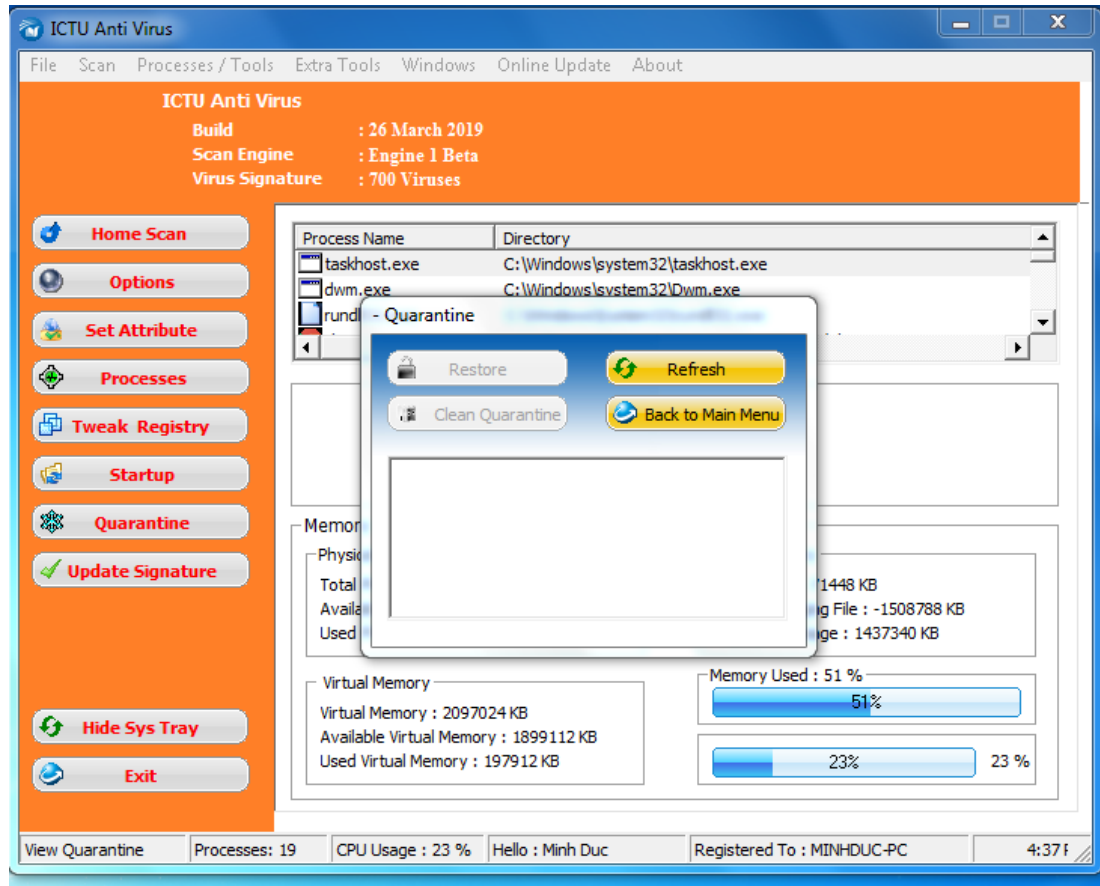 ICTU Anti Virus
File Scan Processes / Tools Extra Tools Windows Online Update About
ICTU Anti Virus
Build : 26 March 2019
Scan Engine : Engine 1 Beta
Virus Signature : 700 Viruses
Home Scan
Options
Set Attribute
Processes
Tweak Registry
Startup
Quarantine
Update Signature
Hide Sys Tray
Exit
Process Name Directory
taskhost.exe C:\Windows\system32\taskhost.exe
dwm.exe C:\Windows\system32\Dwm.exe
rundl
- Quarantine
Restore Refresh
Clean Quarantine Back to Main Menu
Memor
Physic
Total 1448 KB
Availa g File : -1508788 KB
Used ge : 1437340 KB
Virtual Memory
Virtual Memory : 2097024 KB
Available Virtual Memory : 1899112 KB
Used Virtual Memory : 197912 KB
Memory Used : 51 %
51%
23% 23 %
View Quarantine Processes: 19 CPU Usage : 23 % Hello : Minh Duc Registered To : MINHDUC-PC 4:37